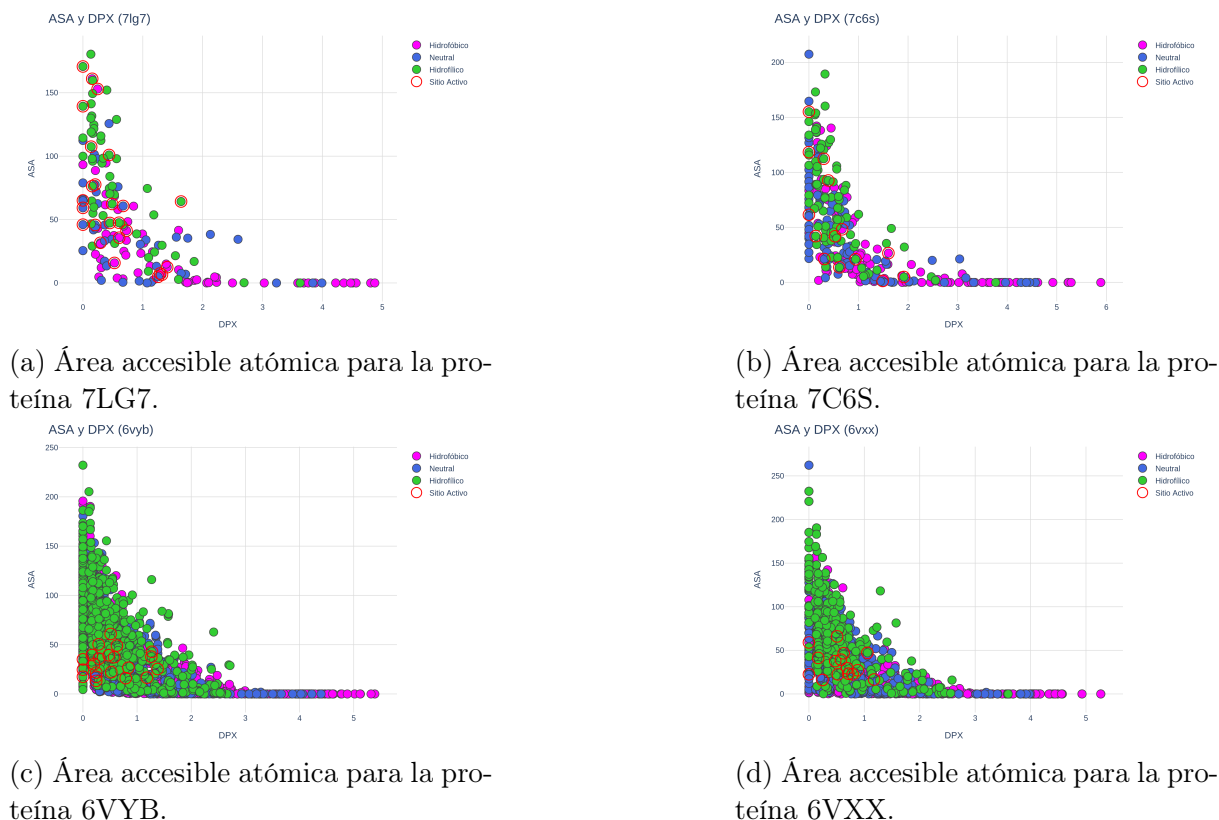 ASA y DPX (7lg7)
Hidrofóbico
Neutral
Hidrofílico
Sitio Activo
150
100
50
0
ASA
0 1 2 3 4 5
DPX
(a) Área accesible atómica para la pro-
teína 7LG7.
ASA y DPX (7c6s)
Hidrofóbico
Neutral
Hidrofílico
Sitio Activo
200
150
100
50
0
ASA
0 1 2 3 4 5 6
DPX
(b) Área accesible atómica para la pro-
teína 7C6S.
ASA y DPX (6vyb)
Hidrofóbico
Neutral
Hidrofílico
Sitio Activo
250
200
150
100
50
0
ASA
0 1 2 3 4 5
DPX
(c) Área accesible atómica para la pro-
teína 6VYB.
ASA y DPX (6vxx)
Hidrofóbico
Neutral
Hidrofílico
Sitio Activo
250
200
150
100
50
0
ASA
0 1 2 3 4 5
DPX
(d) Área accesible atómica para la pro-
teína 6VXX.